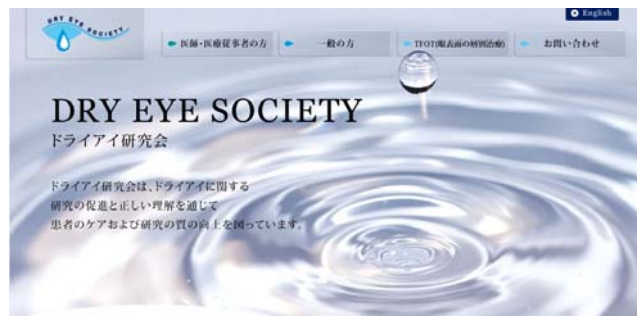 English
DRY EYE SOCIETY
医師・医療従事者の方
一般の方
TFOT(眼表面の層別治療)
お問い合わせ
DRY EYE SOCIETY
ドライアイ研究会
ドライアイ研究会は、ドライアイに関する
研究の促進と正しい理解を通じて
患者のケアおよび研究の質の向上を図っています。